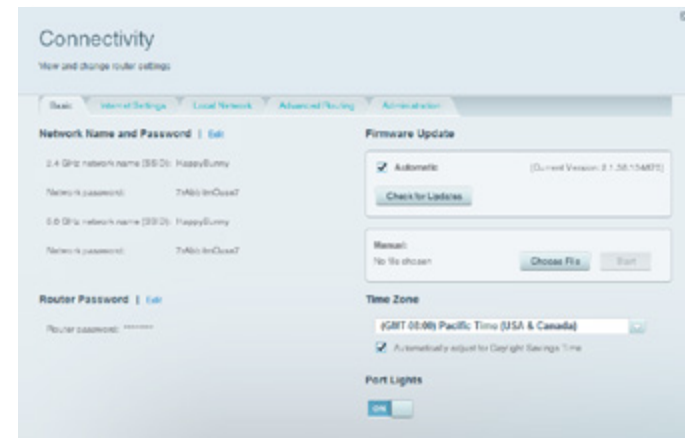 Connectivity
View and change router settings
Basic Internet Settings Local Network Advanced Routing Administration
Network Name and Password | Edit
2.4 GHz network name (SSID): HappyBunny
Network password:
5.0 GHz network name (SSID): HappyBunny
Network password:
Router Password | Edit
Router password: *******
Firmware Update
Automatic
(Current Version:
Check for Updates
Manual:
No file chosen Choose File Start
Time Zone
(GMT-08:00) Pacific Time (USA & Canada)
Automatically adjust for Daylight Savings Time
Port Lights
ON